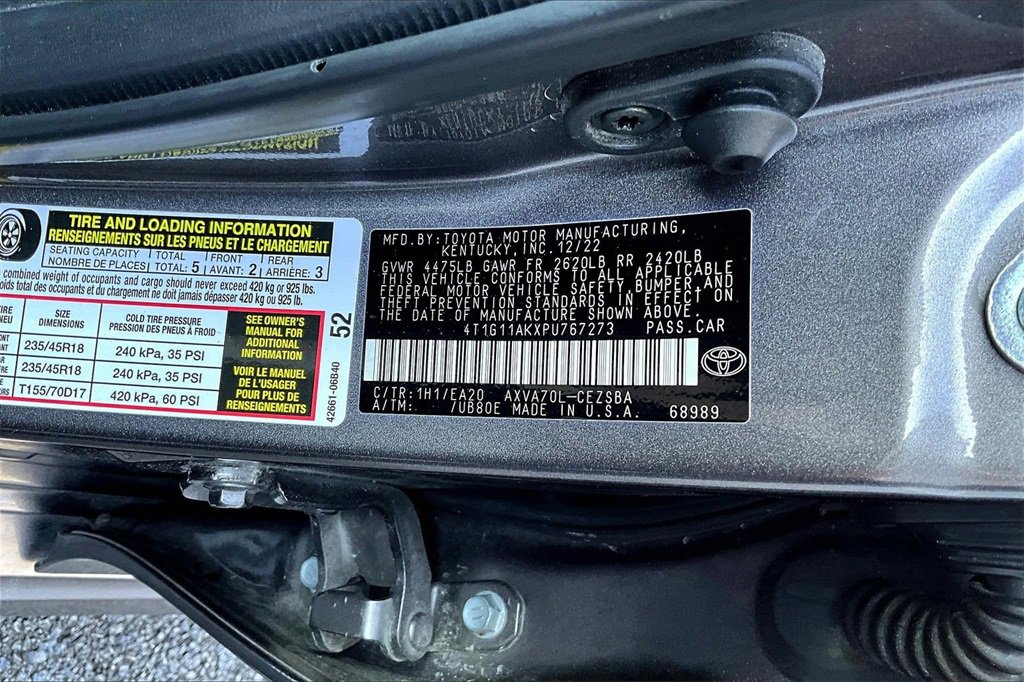 TIRE AND LOADING INFORMATION
RENSEIGNEMENTS SUR LES PNEUS ET LE CHARGEMENT
SEATING CAPACITY TOTAL FRONT REAR
NOMBRE DE PLACES: TOTAL: 5 AVANT: 2 ARRIÈRE: 3
combined weight of occupants and cargo should never exceed 420 kg or 925 lbs.
total des occupants et du chargement ne doit jamais dépasser 420 kg ou 925 lb.
TIRE COLD TIRE PRESSURE
PNEU PRESSION DES PNEUS À FROID
235/45R18 240 kPa, 35 PSI
235/45R18 240 kPa, 35 PSI
T155/70D17 420 kPa, 60 PSI
SEE OWNER'S
MANUAL FOR
ADDITIONAL
INFORMATION
VOIR LE MANUEL
DE L'USAGER
POUR PLUS DE
RENSEIGNEMENTS
52
42661-06B40
MFD.BY:TOYOTA MOTOR MANUFACTURING,
KENTUCKY, INC.12/22
GVWR 4475LB GAWR FR 2620LB RR 2420LB
THIS VEHICLE CONFORMS TO ALL APPLICABLE
FEDERAL MOTOR VEHICLE SAFETY,BUMPER,AND
THEFT PREVENTION STANDARDS IN EFFECT ON
THE DATE OF MANUFACTURE SHOWN ABOVE.
4T1G11AKXPU767273 PASS.CAR
C/TR:1H1/EA20 AXVA70L-CEZSBA
A/TM: /UB80E MADE IN U.S.A. 68989